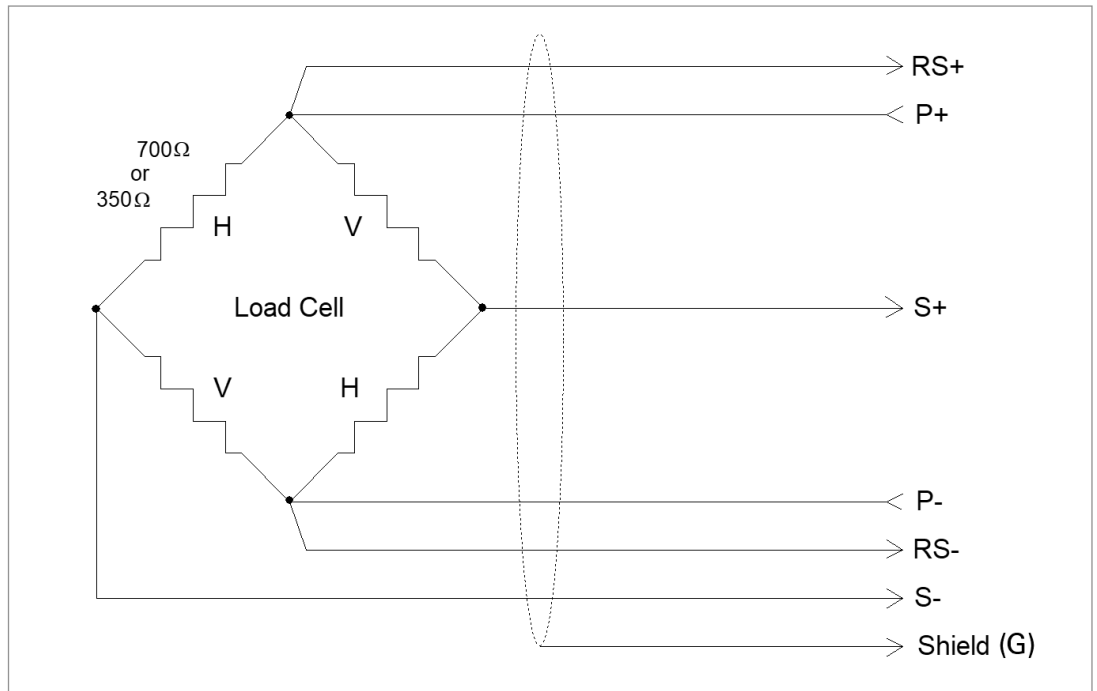 RS+
P+
700Ω
or
350Ω
H
V
Load Cell
S+
V
H
P-
RS-
S-
Shield (G)